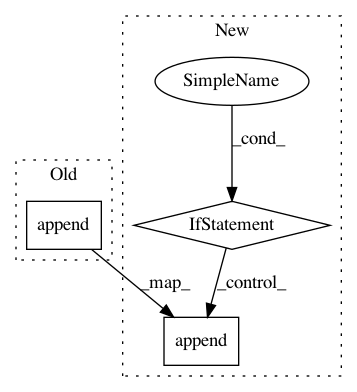 New
SimpleName
_cond_
Old
append
IfStatement
_map_
_control_
append